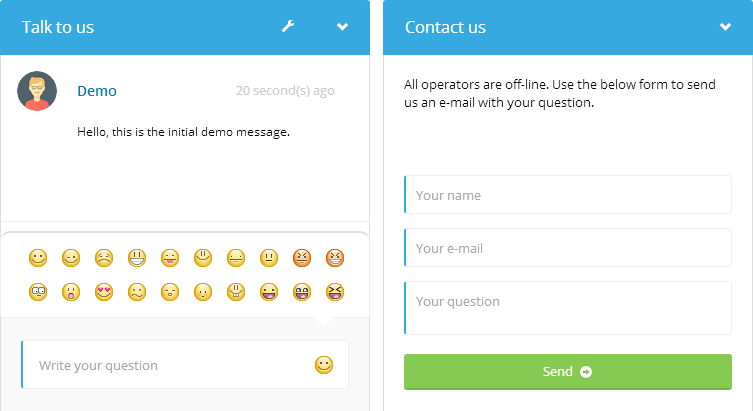 Talk to us
Demo
20 second(s) ago
Hello, this is the initial demo message.
Write your question
Contact us
All operators are off-line. Use the below form to send
us an e-mail with your question.
Your name
Your e-mail
Your question
Send